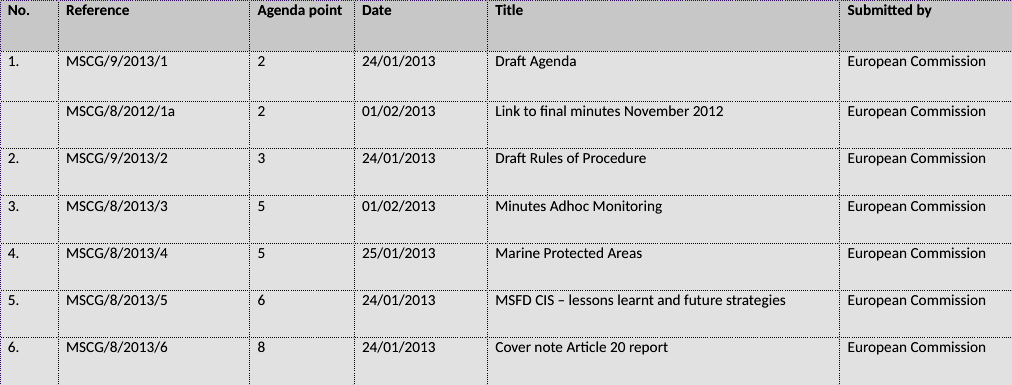 No. Reference Agenda point Date Title Submitted by
1. MSCG/9/2013/1 2 24/01/2013 Draft Agenda European Commission
MSCG/8/2012/1a 2 01/02/2013 Link to final minutes November 2012 European Commission
2. MSCG/9/2013/2 3 24/01/2013 Draft Rules of Procedure European Commission
3. MSCG/8/2013/3 5 01/02/2013 Minutes Adhoc Monitoring European Commission
4. MSCG/8/2013/4 5 25/01/2013 Marine Protected Areas European Commission
5. MSCG/8/2013/5 6 24/01/2013 MSFD CIS – lessons learnt and future strategies European Commission
6. MSCG/8/2013/6 8 24/01/2013 Cover note Article 20 report European Commission